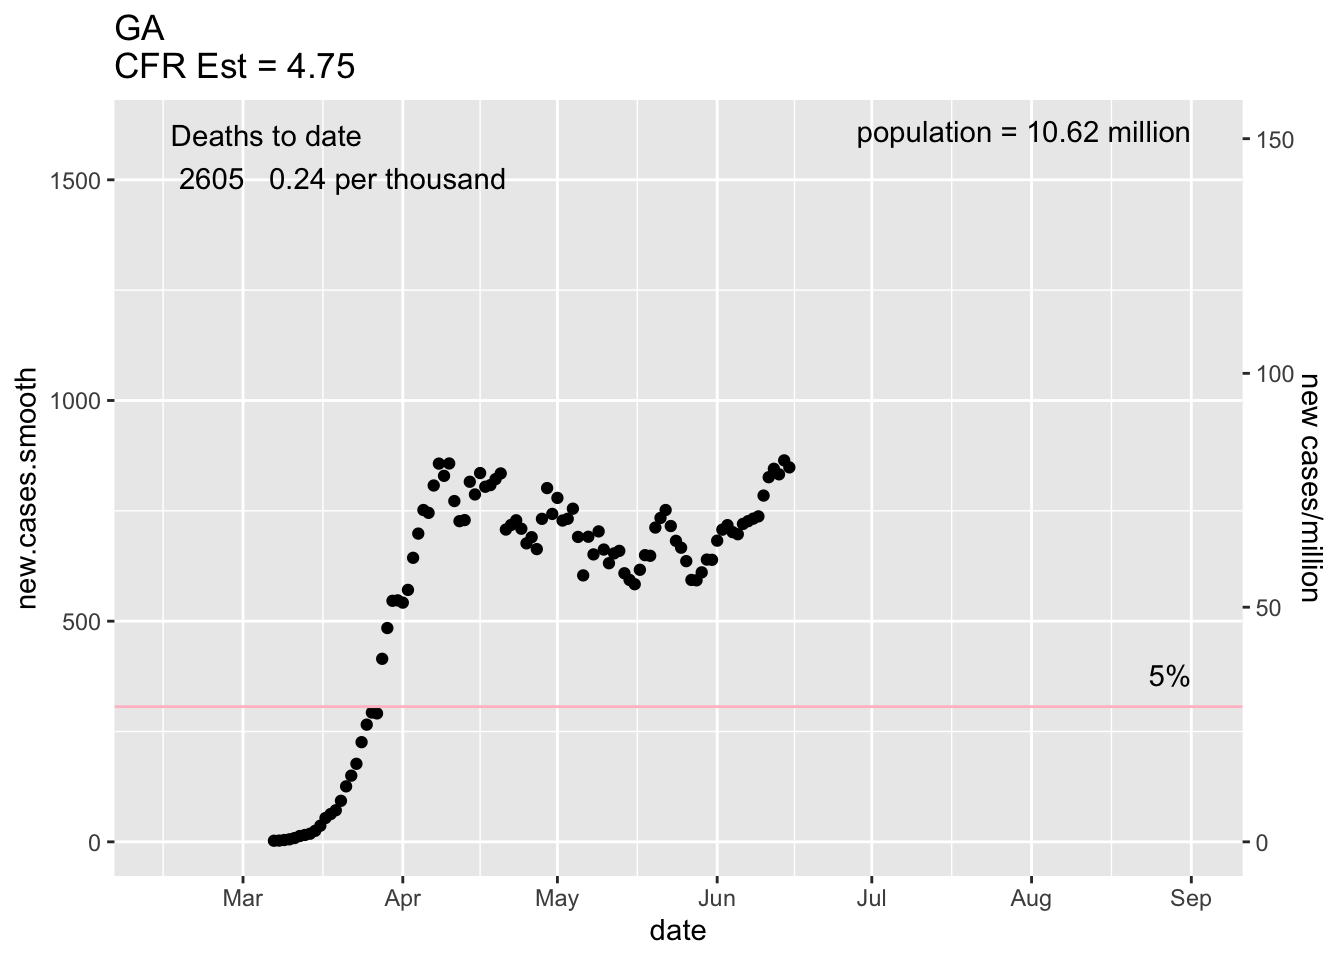 GA
CFR Est = 4.75
Deaths to date
2605 0.24 per thousand
population = 10.62 million
1500
1000
500
0
new.cases.smooth
150
100
50
0
new cases/million
5%
Mar Apr May Jun Jul Aug Sep
date